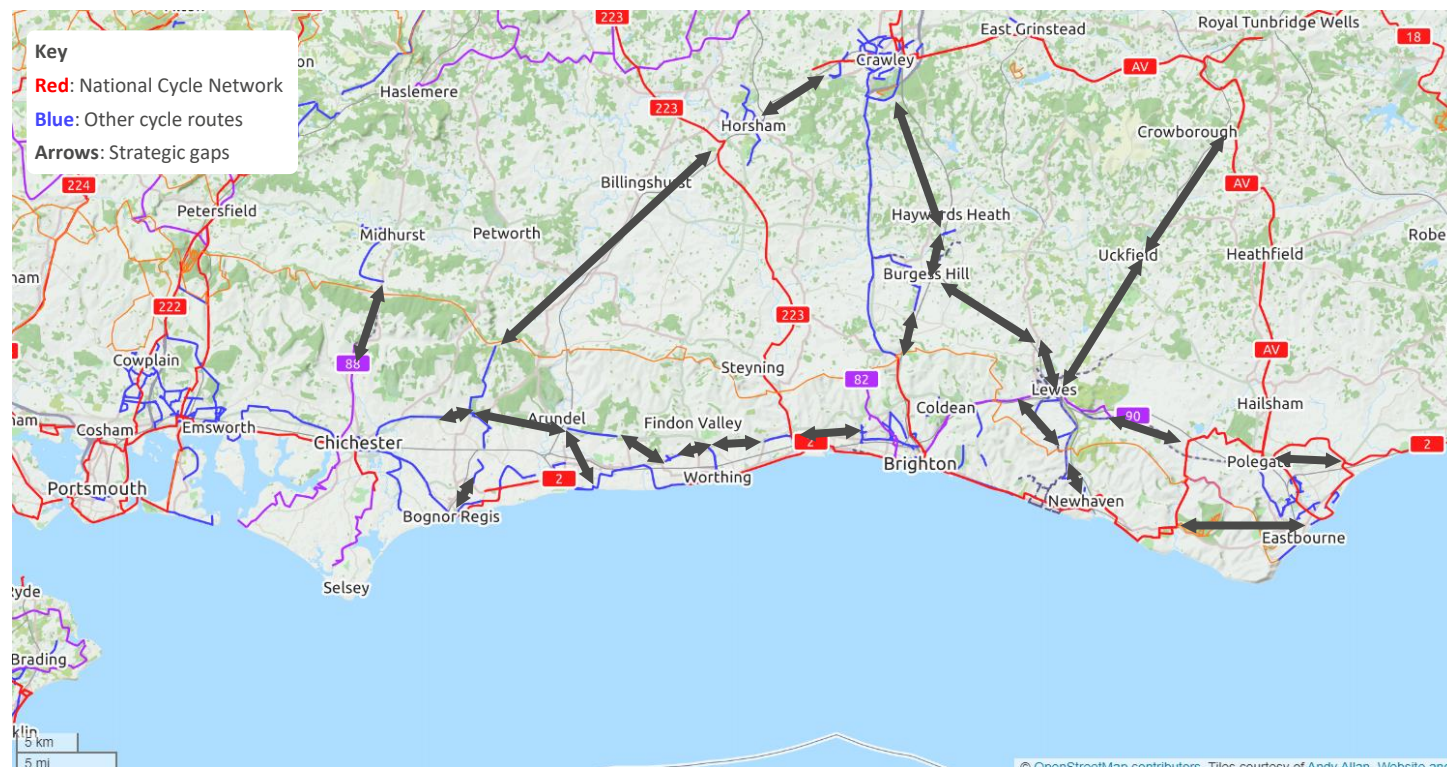 Key
Red: National Cycle Network
Blue: Other cycle routes
Arrows: Strategic gaps
223
Royal Tunbridge Wells
East Grinstead
18
Crawley
AV
Haslemere
223
Horsham
Crowborough
224
Billingshurst
AV
Petersfield
Haywards Heath
Midhurst
Petworth
Uckfield
Heathfield
Burgess Hill
222
223
AV
Cowplain
88
Steyning
82
Lewes
Coldean
Hailsham
90
Arundel
Findon Valley
Cosham
Emsworth
Chichester
2
2
Brighton
Polegate
2
Worthing
Portsmouth
Newhaven
Bognor Regis
Eastbourne
Selsey
Ryde
Brading
5 km
5 mi
© OpenStreetMap contributors. Tiles courtesy of Andy Allan. Website and